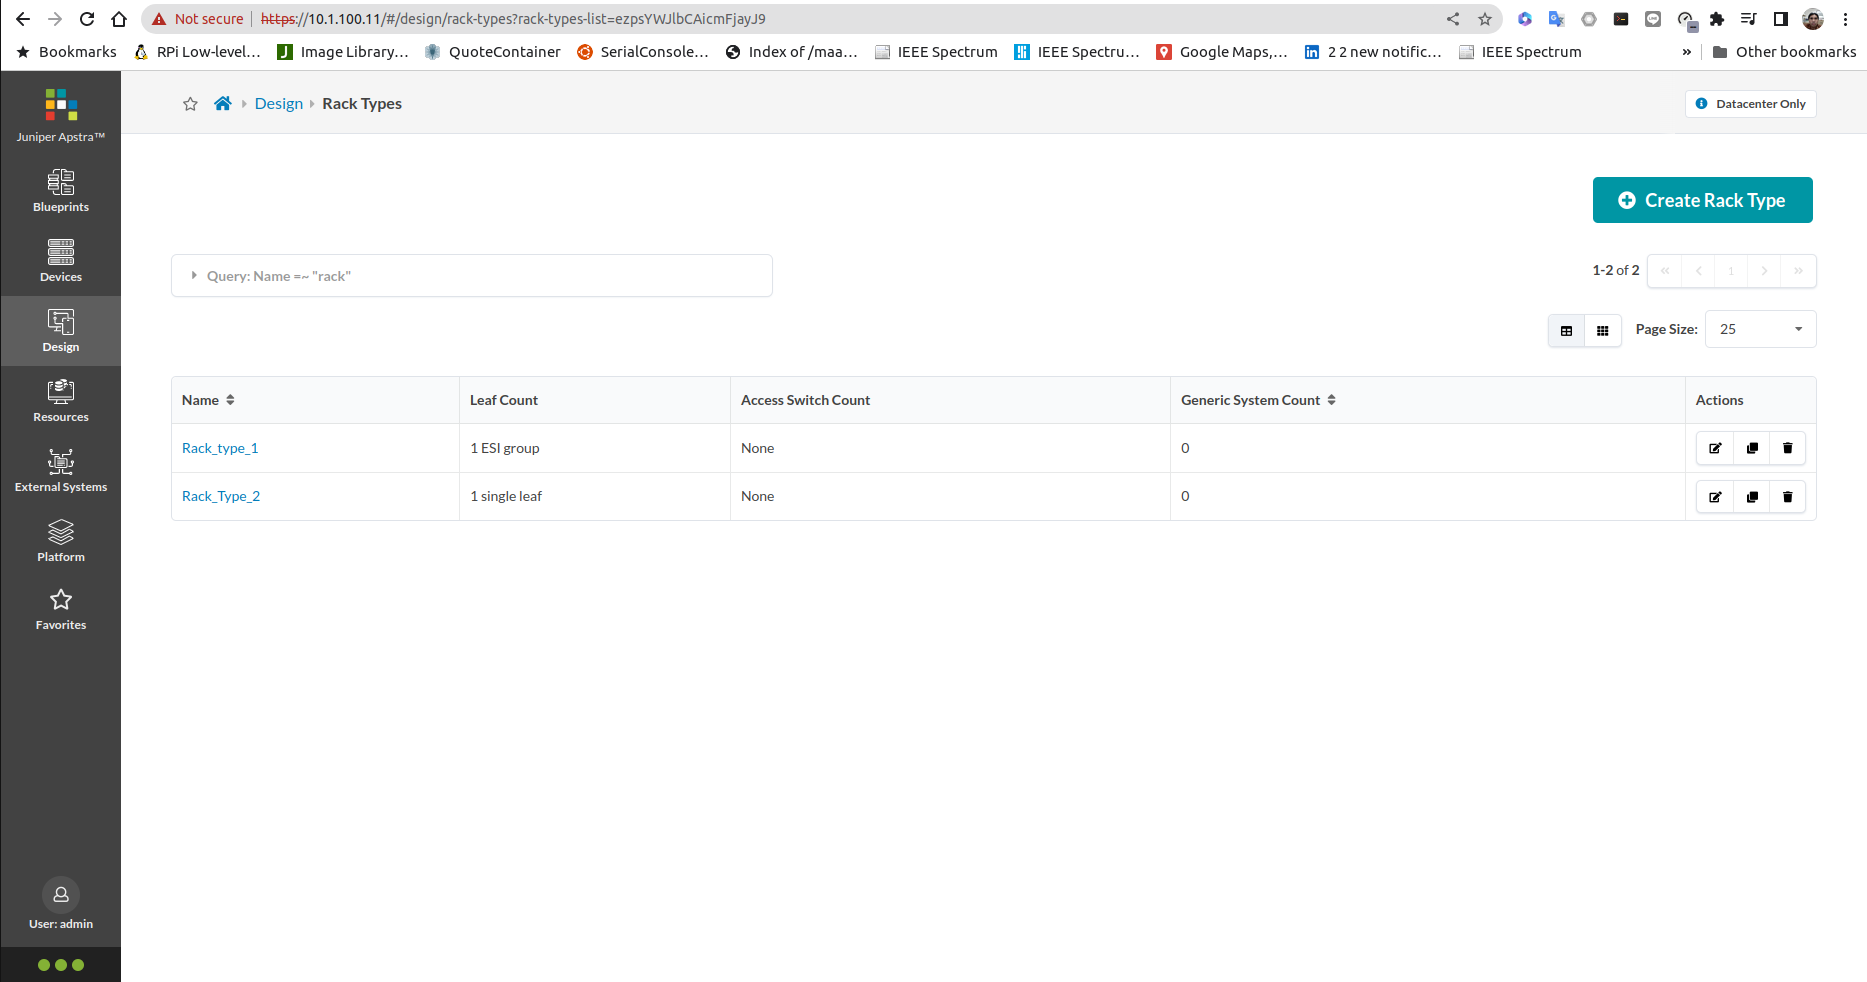 Not secure https://10.1.100.11/#/design/rack-types?rack-types-list=ezpsYWJlbCAicmFjayJ9
Bookmarks RPi Low-level... Image Library... QuoteContainer SerialConsole... Index of /maa... IEEE Spectrum IEEE Spectru... Google Maps,... 2 2 new notific... IEEE Spectrum » Other bookmarks
Juniper Apstra™
Blueprints
Devices
Design
Resources
External Systems
Platform
Favorites
User: admin
Design Rack Types
Datacenter Only
Create Rack Type
Query: Name =~ "rack"
1-2 of 2 « ‹ 1 › »
Page Size: 25
Name Leaf Count Access Switch Count Generic System Count Actions
Rack_type_1 1 ESI group None 0
Rack_Type_2 1 single leaf None 0